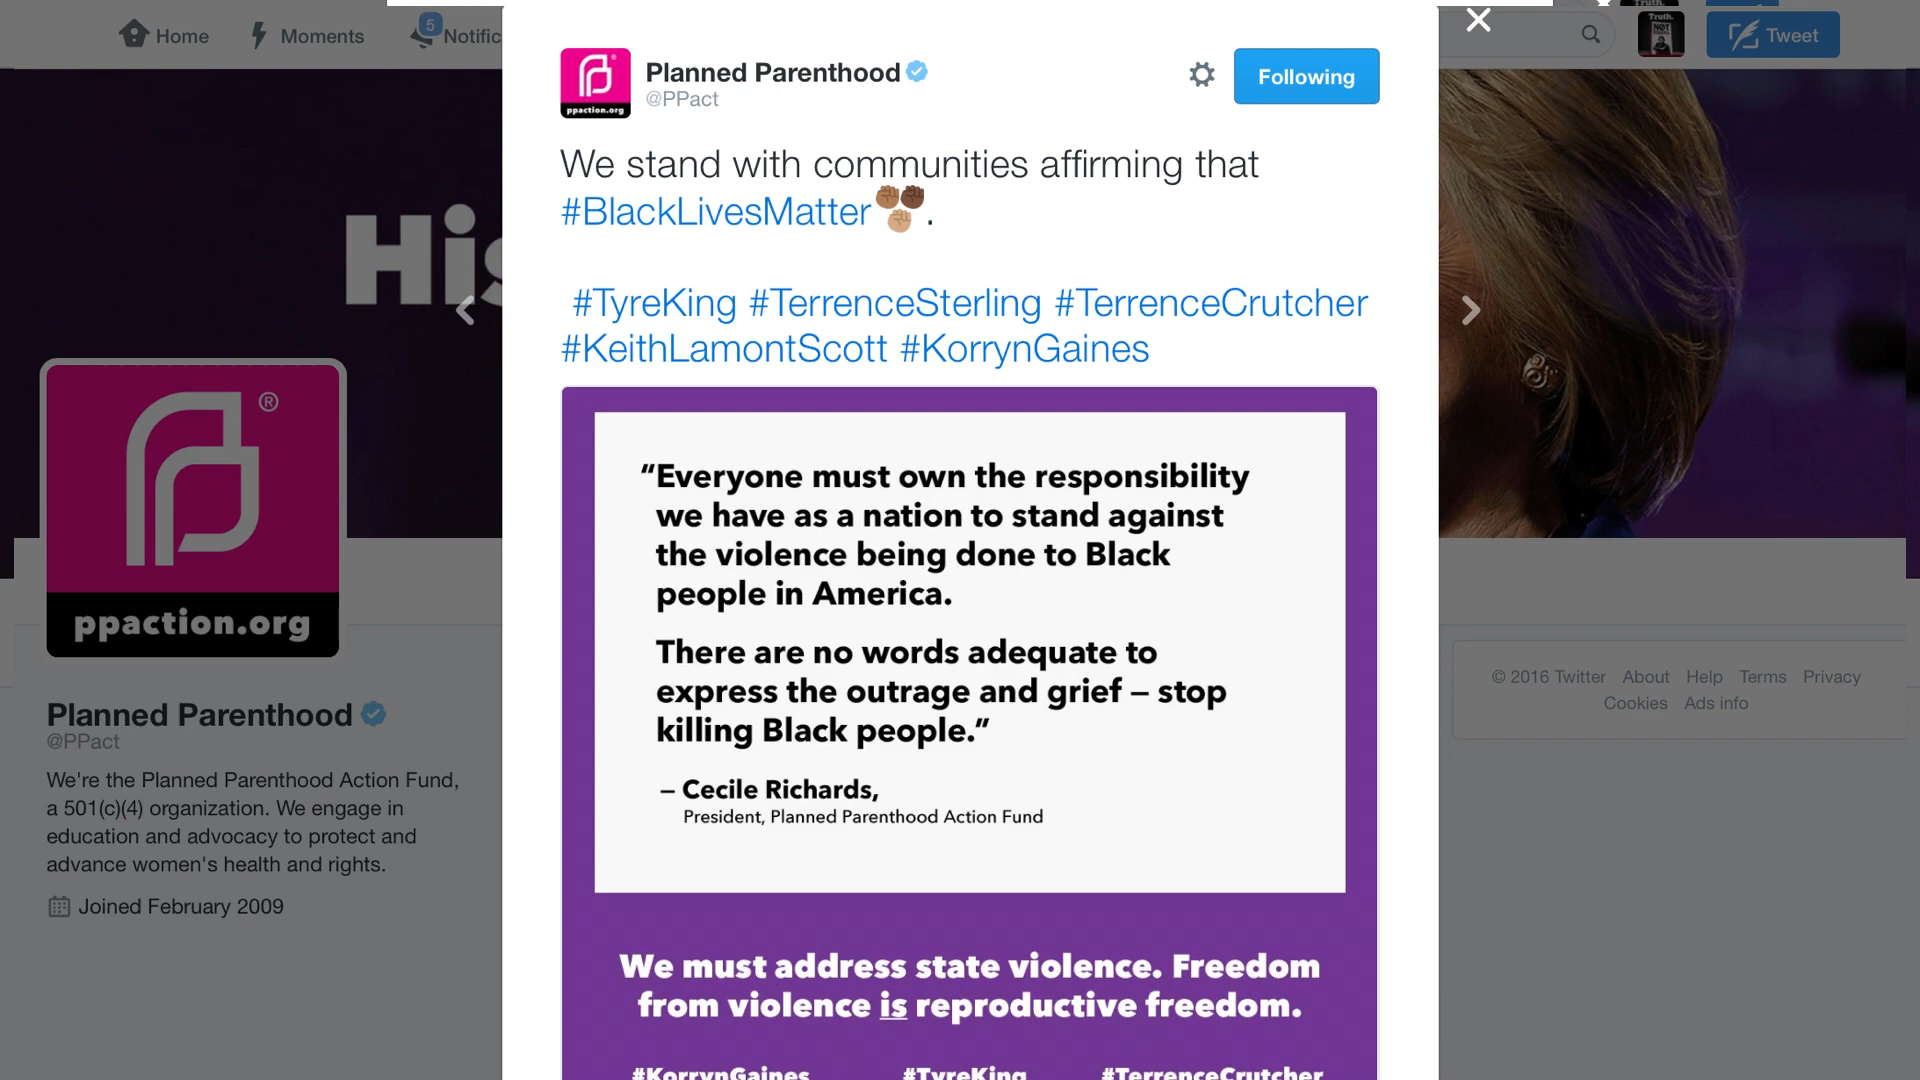 Home
Moments
5
Notific
Truth.
Tweet
His
Planned Parenthood
@PPact
Following
ppaction.org
We stand with communities affirming that
#BlackLivesMatter✊🏾✊🏿✊🏼.
#TyreKing #TerrenceSterling #TerrenceCrutcher
#KeithLamontScott #KorrynGaines
“Everyone must own the responsibility
we have as a nation to stand against
the violence being done to Black
people in America.
There are no words adequate to
express the outrage and grief – stop
killing Black people.”
– Cecile Richards,
President, Planned Parenthood Action Fund
We must address state violence. Freedom
from violence is reproductive freedom.
#KorrynGaines #TyreKing #TerrenceCrutcher
®
ppaction.org
Planned Parenthood
@PPact
We're the Planned Parenthood Action Fund,
a 501(c)(4) organization. We engage in
education and advocacy to protect and
advance women's health and rights.
Joined February 2009
© 2016 Twitter About Help Terms Privacy
Cookies Ads info